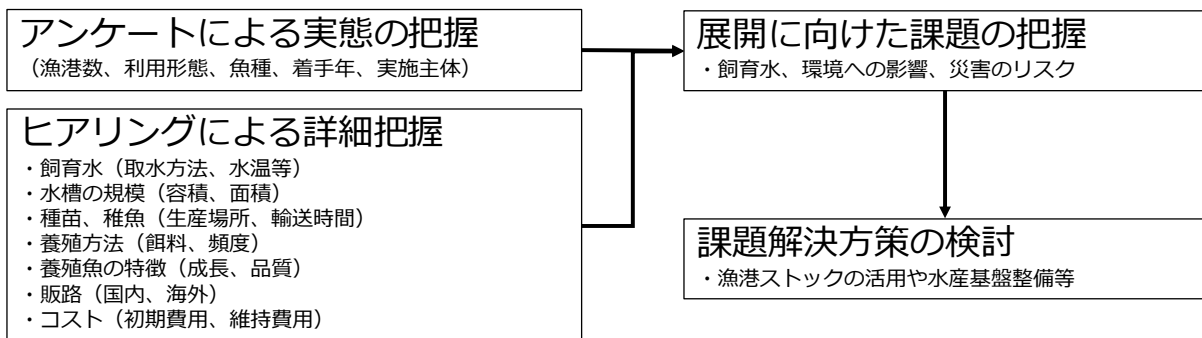 アンケートによる実態の把握
（漁港数、利用形態、魚種、着手年、実施主体）
ヒアリングによる詳細把握
・飼育水（取水方法、水温等）
・水槽の規模（容積、面積）
・種苗、稚魚（生産場所、輸送時間）
・養殖方法（餌料、頻度）
・養殖魚の特徴（成長、品質）
・販路（国内、海外）
・コスト（初期費用、維持費用）
展開に向けた課題の把握
・飼育水、環境への影響、災害のリスク
課題解決方策の検討
・漁港ストックの活用や水産基盤整備等